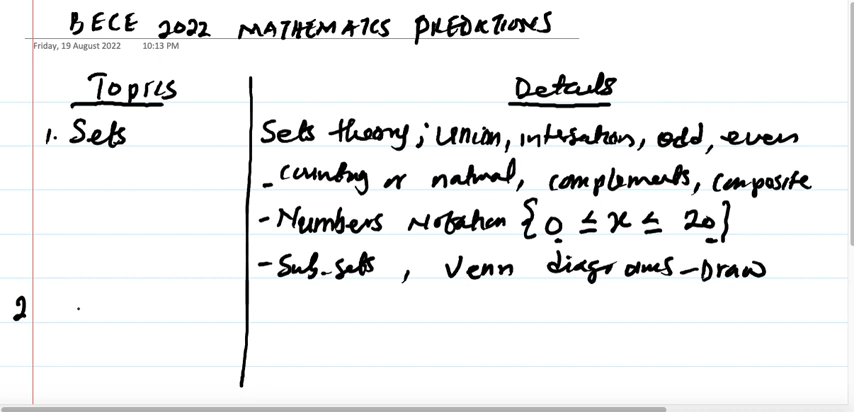 BECE 2022 MATHEMATICS PREDICTIONS
Friday, 19 August 2022 10:13 PM
Topics Details
1. Sets Sets theory; Union, intersection, odd, even
- Counting or natural, complements, composite
- Numbers Notation {0 ≤ x ≤ 20}
- Sub-sets, Venn diagrams - Draw
2